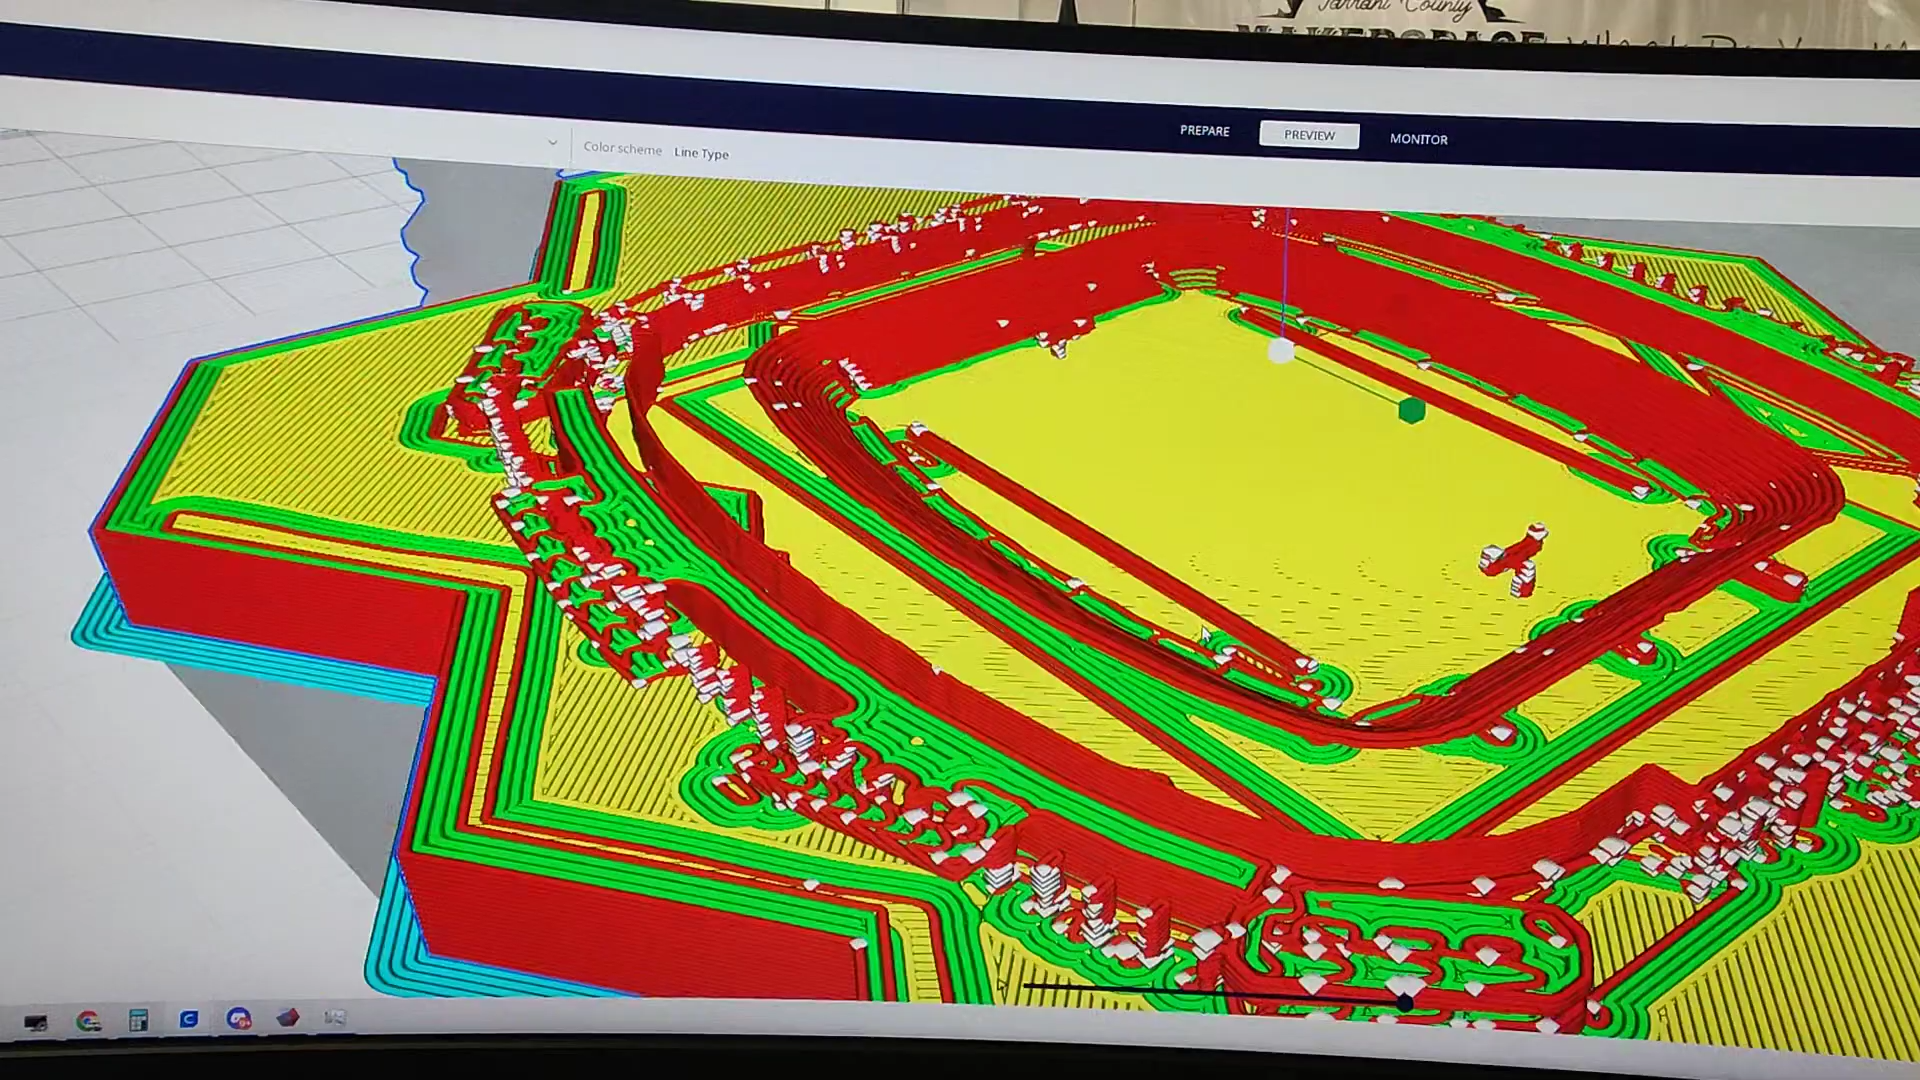 Tarrant County
MAKERSPACE
PREPARE PREVIEW MONITOR
Color scheme Line Type